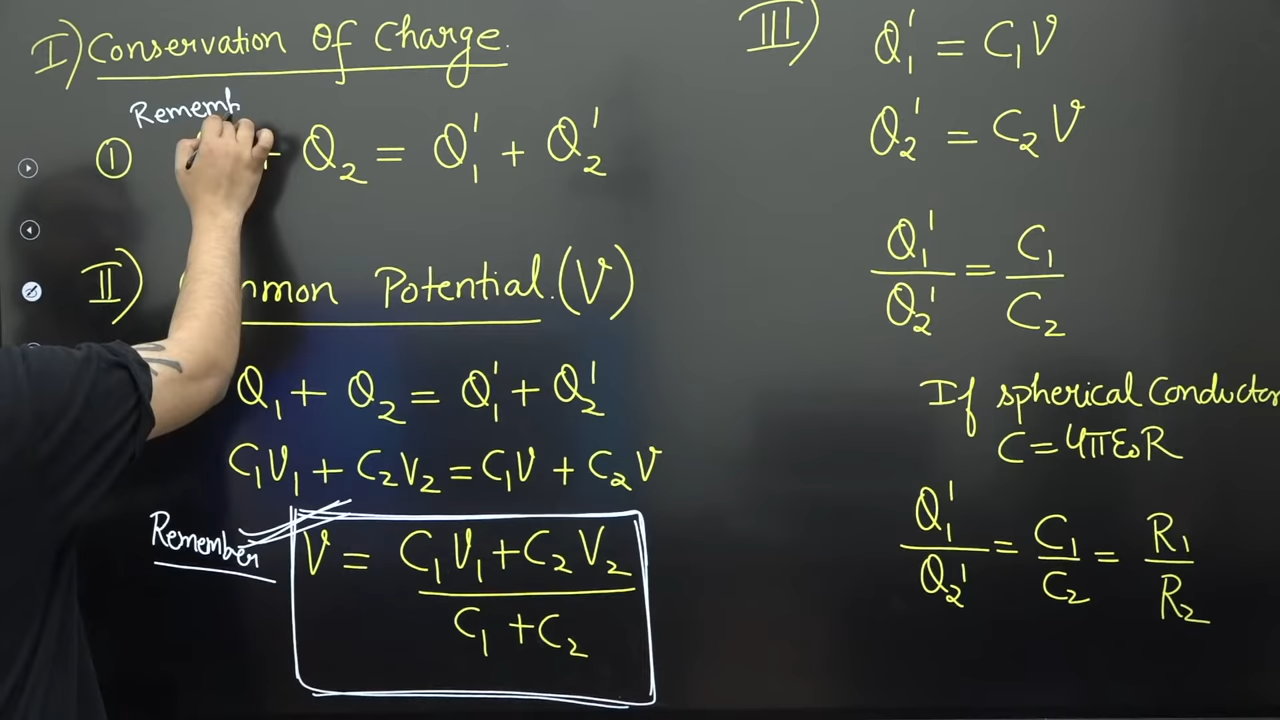 I) Conservation Of Charge.
Rememb
① + Q₂ = Q₁' + Q₂'
II) mmon Potential. (V)
Q₁ + Q₂ = Q₁' + Q₂'
C₁V₁ + C₂V₂ = C₁V + C₂V
Remember
V = C₁V₁ + C₂V₂
C₁ + C₂
III) Q₁' = C₁V
Q₂' = C₂V
Q₁' = C₁
Q₂' C₂
If spherical Conductor
C = 4πε₀R
Q₁' = C₁ = R₁
Q₂' C₂ R₂